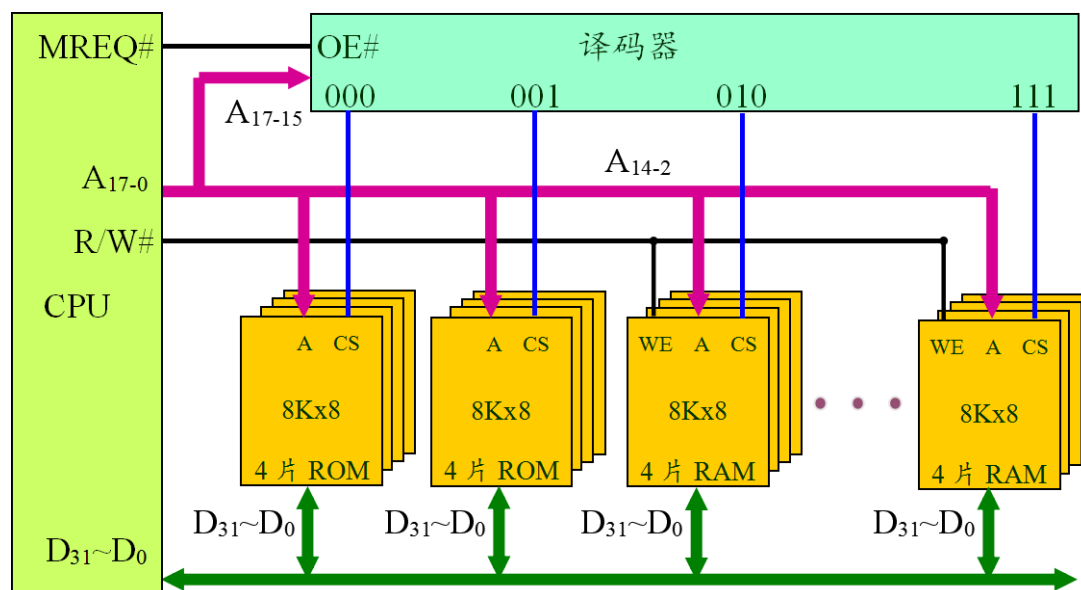 MREQ# OE# 译码器
000 001 010 111
A17-15
A17-0 A14-2
R/W#
CPU
A CS A CS WE A CS WE A CS
8Kx8 8Kx8 8Kx8 8Kx8
4 片 ROM 4 片 ROM 4 片 RAM 4 片 RAM
D31~D0 D31~D0 D31~D0 D31~D0
D31~D0